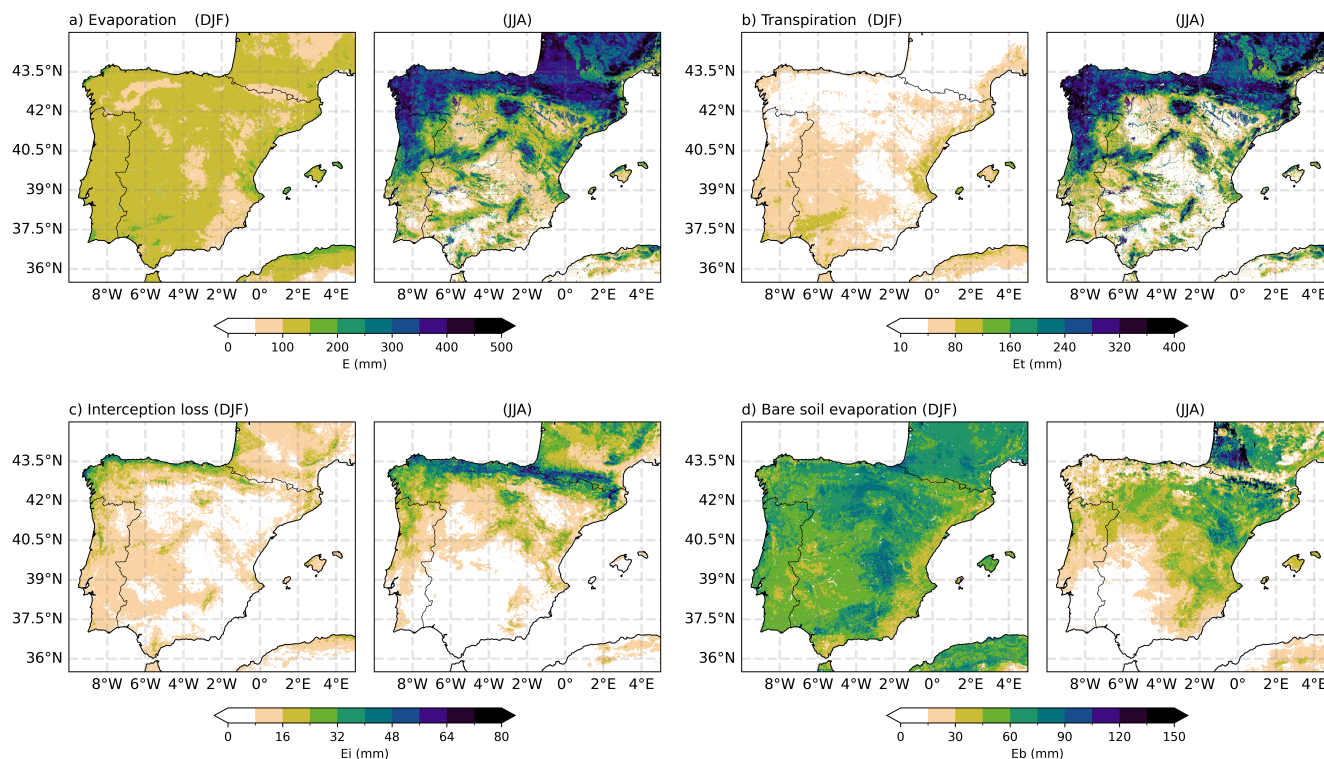 a) Evaporation (DJF) (JJA) b) Transpiration (DJF) (JJA)
43.5°N 43.5°N
42°N 42°N
40.5°N 40.5°N
39°N 39°N
37.5°N 37.5°N
36°N 36°N
8°W 6°W 4°W 2°W 0° 2°E 4°E 8°W 6°W 4°W 2°W 0° 2°E 4°E 8°W 6°W 4°W 2°W 0° 2°E 4°E 8°W 6°W 4°W 2°W 0° 2°E 4°E
0 100 200 300 400 500 10 80 160 240 320 400
E (mm) Et (mm)
c) Interception loss (DJF) (JJA) d) Bare soil evaporation (DJF) (JJA)
43.5°N 43.5°N
42°N 42°N
40.5°N 40.5°N
39°N 39°N
37.5°N 37.5°N
36°N 36°N
8°W 6°W 4°W 2°W 0° 2°E 4°E 8°W 6°W 4°W 2°W 0° 2°E 4°E 8°W 6°W 4°W 2°W 0° 2°E 4°E 8°W 6°W 4°W 2°W 0° 2°E 4°E
0 16 32 48 64 80 0 30 60 90 120 150
Ei (mm) Eb (mm)